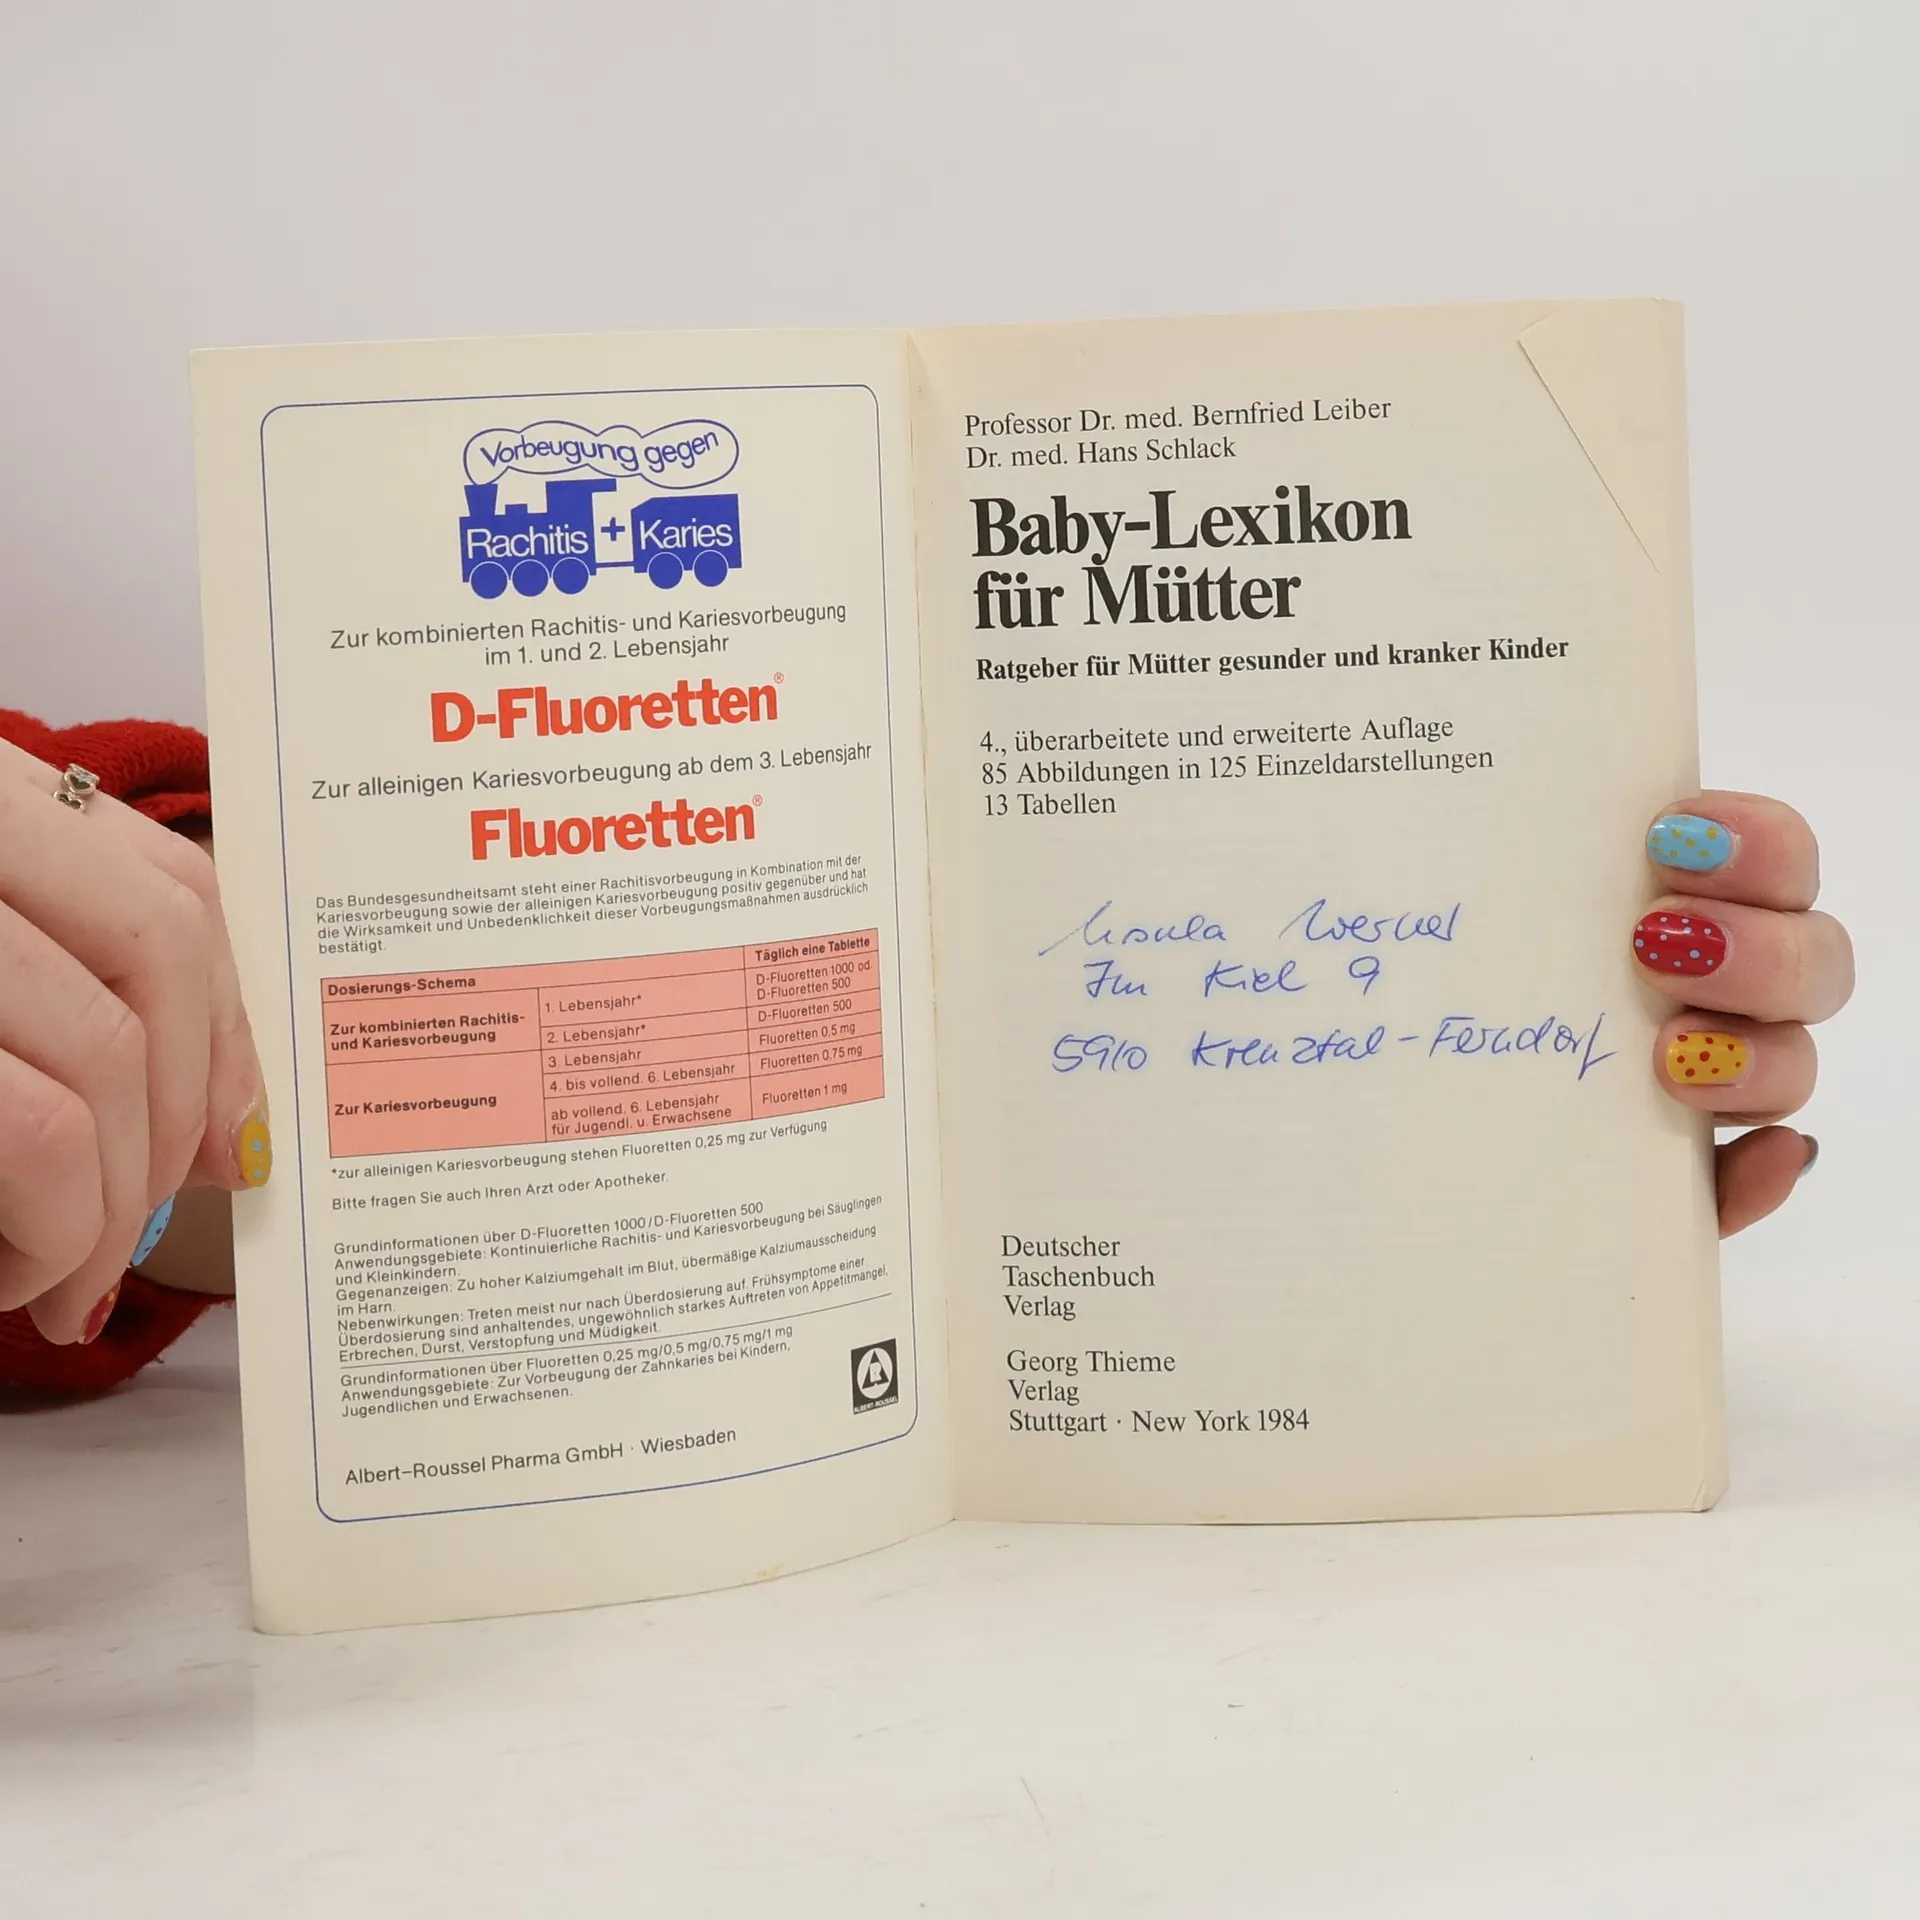 Vorbeugung gegen
Rachitis + Karies
Zur kombinierten Rachitis- und Kariesvorbeugung
im 1. und 2. Lebensjahr
D-Fluoretten®
Zur alleinigen Kariesvorbeugung ab dem 3. Lebensjahr
Fluoretten®
Das Bundesgesundheitsamt steht einer Rachitisvorbeugung in Kombination mit der
Kariesvorbeugung sowie der alleinigen Kariesvorbeugung positiv gegenüber und hat
die Wirksamkeit und Unbedenklichkeit dieser Vorbeugungsmaßnahmen ausdrücklich
bestätigt.
Dosierungs-Schema
Täglich eine Tablette
Zur kombinierten Rachitis-
und Kariesvorbeugung
1. Lebensjahr*
D-Fluoretten 1000 od.
D-Fluoretten 500
2. Lebensjahr*
D-Fluoretten 500
Zur Kariesvorbeugung
3. Lebensjahr
Fluoretten 0,5 mg
4. bis vollend. 6. Lebensjahr
Fluoretten 0,75 mg
ab vollend. 6. Lebensjahr
für Jugendl. u. Erwachsene
Fluoretten 1 mg
*zur alleinigen Kariesvorbeugung stehen Fluoretten 0,25 mg zur Verfügung
Bitte fragen Sie auch Ihren Arzt oder Apotheker.
Grundinformationen über D-Fluoretten 1000/D-Fluoretten 500
Anwendungsgebiete: Kontinuierliche Rachitis- und Kariesvorbeugung bei Säuglingen
und Kleinkindern.
Gegenanzeigen: Zu hoher Kalziumgehalt im Blut, übermäßige Kalziumausscheidung
im Harn.
Nebenwirkungen: Treten meist nur nach Überdosierung auf. Frühsymptome einer
Überdosierung sind anhaltendes, ungewöhnlich starkes Auftreten von Appetitmangel,
Erbrechen, Durst, Verstopfung und Müdigkeit.
Grundinformationen über Fluoretten 0,25 mg/0,5 mg/0,75 mg/1 mg
Anwendungsgebiete: Zur Vorbeugung der Zahnkaries bei Kindern,
Jugendlichen und Erwachsenen.
ALBERT-ROUSSEL
Albert-Roussel Pharma GmbH · Wiesbaden
Professor Dr. med. Bernfried Leiber
Dr. med. Hans Schlack
Baby-Lexikon
für Mütter
Ratgeber für Mütter gesunder und kranker Kinder
4., überarbeitete und erweiterte Auflage
85 Abbildungen in 125 Einzeldarstellungen
13 Tabellen
Ursula Werner
Im Kiel 9
5910 Kreuztal-Ferndorf
Deutscher
Taschenbuch
Verlag
Georg Thieme
Verlag
Stuttgart · New York 1984